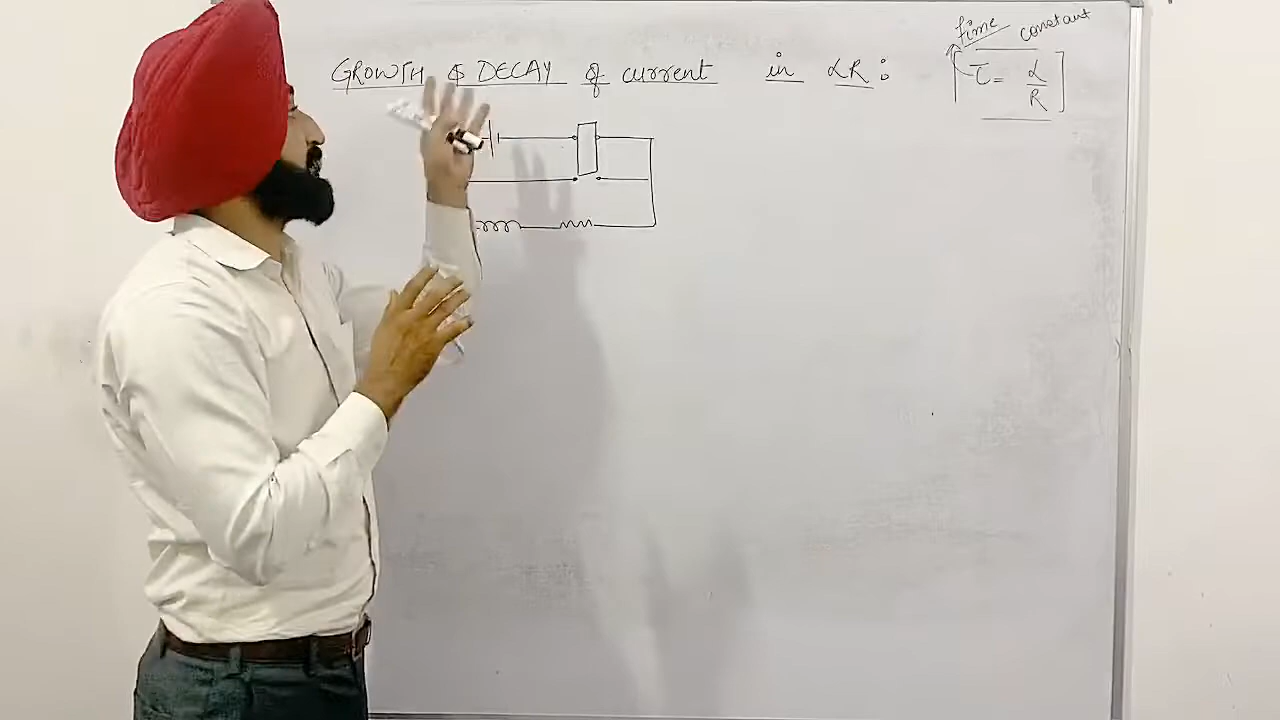 time constant
GROWTH & DECAY of current in LR :
[ τ = L/R ]